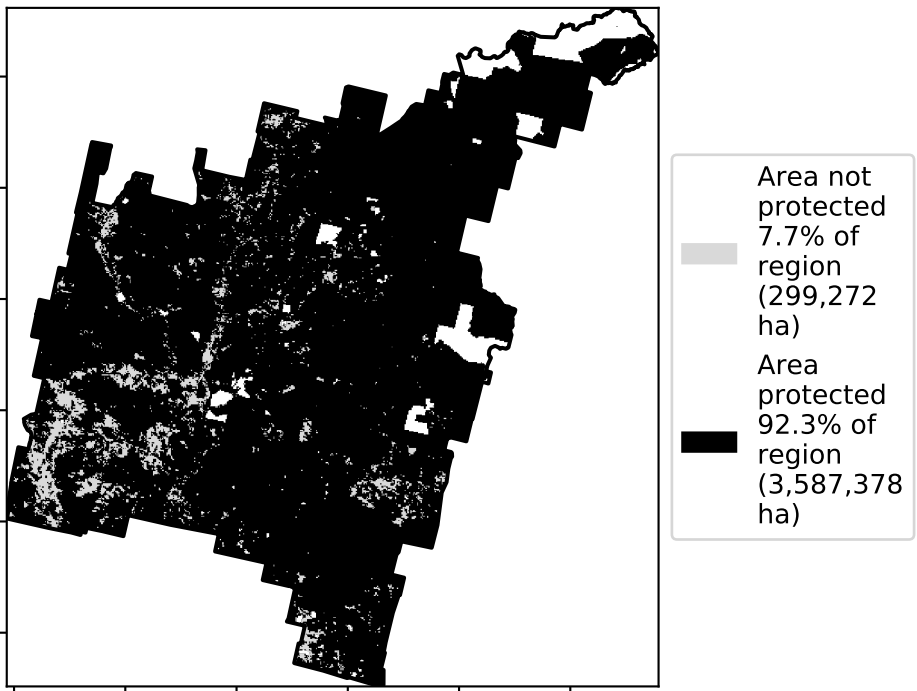 Area not
protected
7.7% of
region
(299,272
ha)
Area
protected
92.3% of
region
(3,587,378
ha)